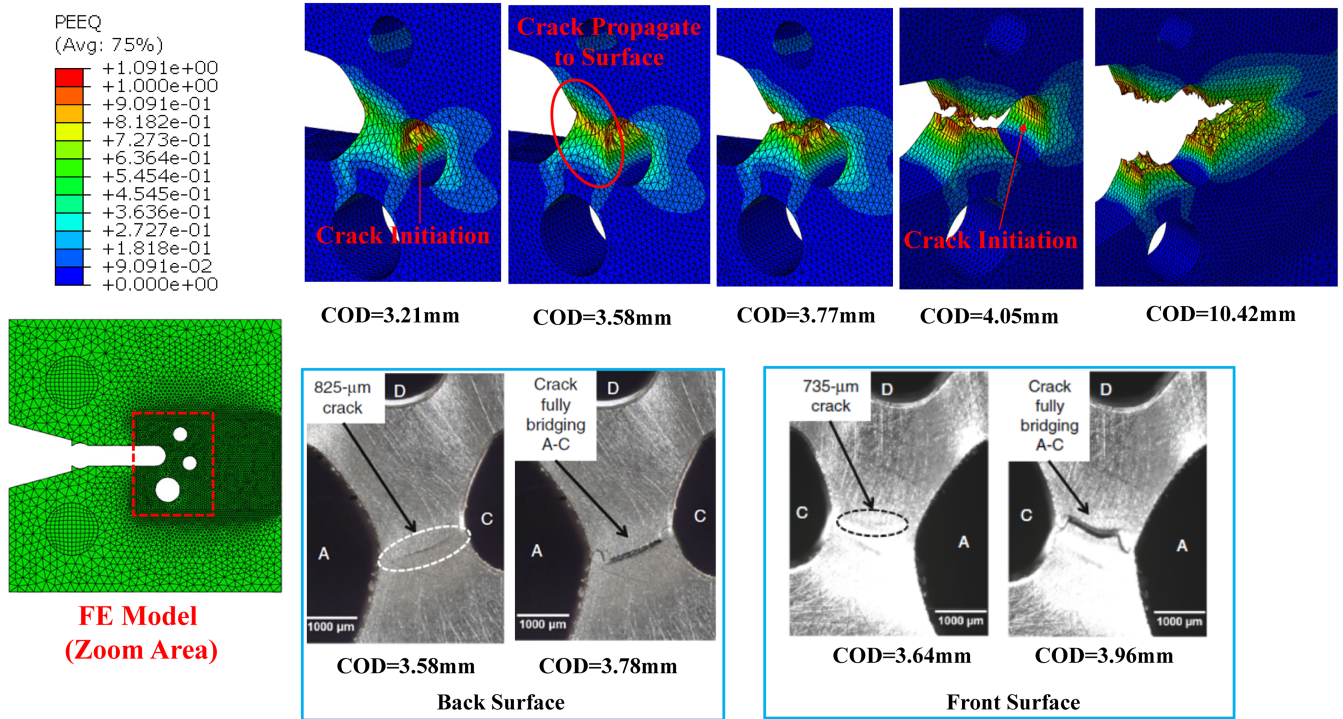 PEEQ
(Avg: 75%)
+1.091e+00
+1.000e+00
+9.091e-01
+8.182e-01
+7.273e-01
+6.364e-01
+5.454e-01
+4.545e-01
+3.636e-01
+2.727e-01
+1.818e-01
+9.091e-02
+0.000e+00
Crack Propagate
to Surface
Crack Initiation
Crack Initiation
COD=3.21mm
COD=3.58mm
COD=3.77mm
COD=4.05mm
COD=10.42mm
FE Model
(Zoom Area)
825-μm
crack
D
A
C
1000 μm
COD=3.58mm
Crack
fully
bridging
A-C
D
A
C
1000 μm
COD=3.78mm
Back Surface
735-μm
crack
D
C
A
1000 μm
COD=3.64mm
Crack
fully
bridging
A-C
D
C
A
1000 μm
COD=3.96mm
Front Surface